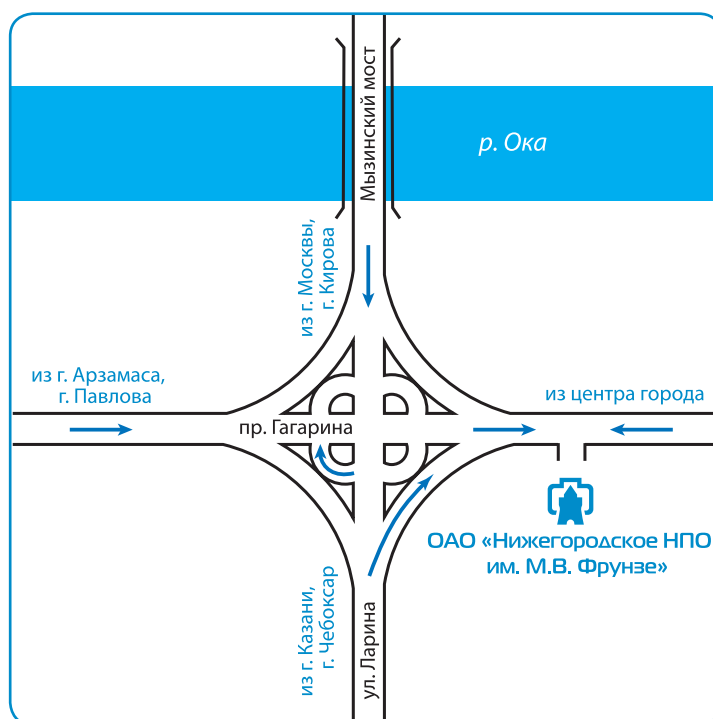 Мызинский мост
р. Ока
из г. Москвы,
г. Кирова
из г. Арзамаса,
г. Павлова
из центра города
пр. Гагарина
ОАО «Нижегородское НПО
им. М.В. Фрунзе»
из г. Казани,
г. Чебоксар
ул. Ларина